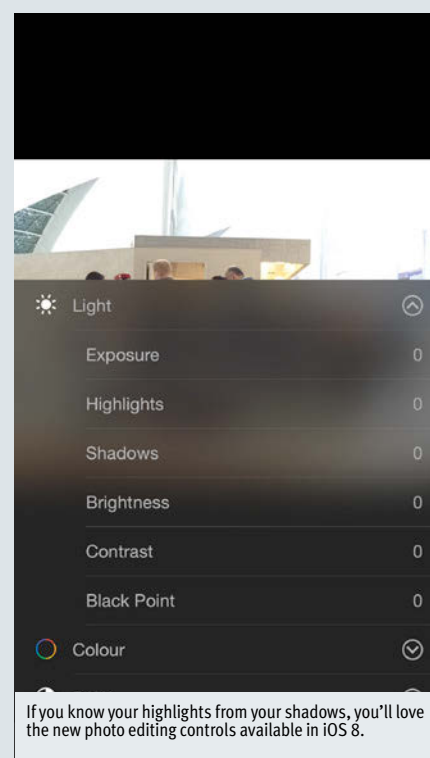 Light
Exposure 0
Highlights 0
Shadows 0
Brightness 0
Contrast 0
Black Point 0
Colour
If you know your highlights from your shadows, you'll love
the new photo editing controls available in iOS 8.